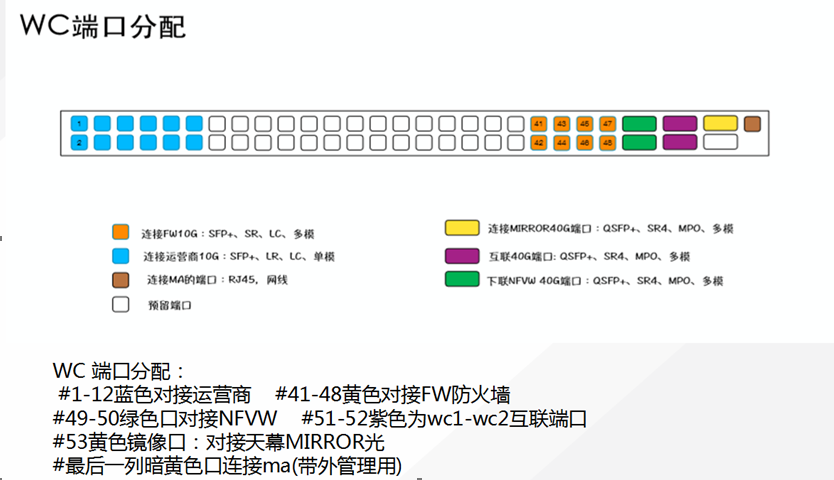 WC端口分配
1 41 43 45 47
2 42 44 46 48
连接FW10G：SFP+、SR、LC、多模
连接运营商10G：SFP+、LR、LC、单模
连接MA的端口：RJ45，网线
预留端口
连接MIRROR40G端口：QSFP+、SR4、MPO、多模
互联40G端口: QSFP+、SR4、MPO、多模
下联NFVW 40G端口：QSFP+、SR4、MPO、多模
WC 端口分配：
#1-12蓝色对接运营商 #41-48黄色对接FW防火墙
#49-50绿色口对接NFVW #51-52紫色为wc1-wc2互联端口
#53黄色镜像口：对接天幕MIRROR光
#最后一列暗黄色口连接ma(带外管理用)